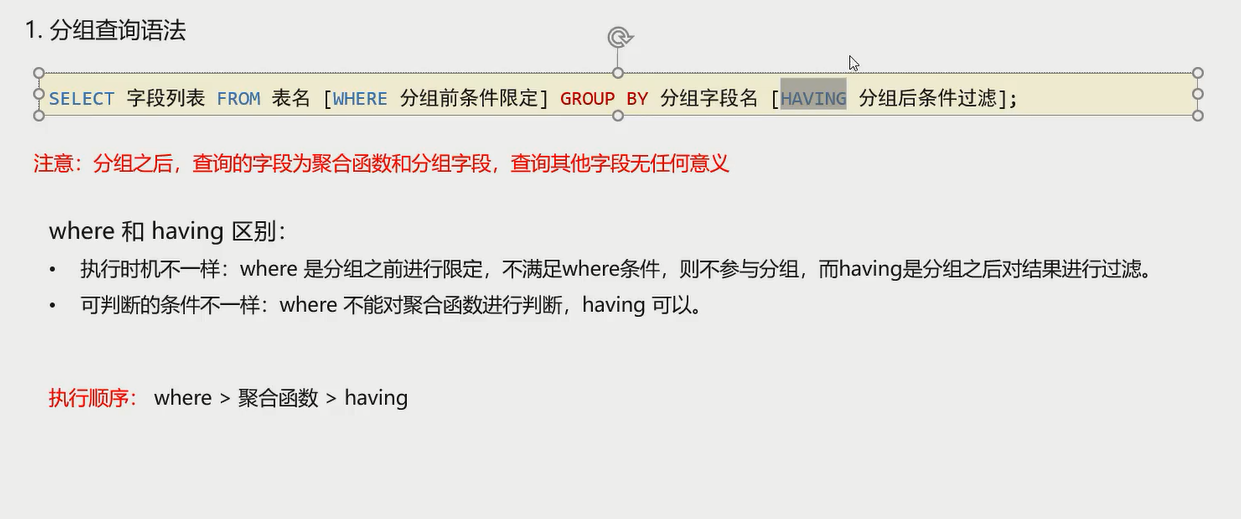 1. 分组查询语法
SELECT 字段列表 FROM 表名 [WHERE 分组前条件限定] GROUP BY 分组字段名 [HAVING 分组后条件过滤];
注意：分组之后，查询的字段为聚合函数和分组字段，查询其他字段无任何意义
where 和 having 区别：
• 执行时机不一样：where 是分组之前进行限定，不满足where条件，则不参与分组，而having是分组之后对结果进行过滤。
• 可判断的条件不一样：where 不能对聚合函数进行判断，having 可以。
执行顺序： where > 聚合函数 > having